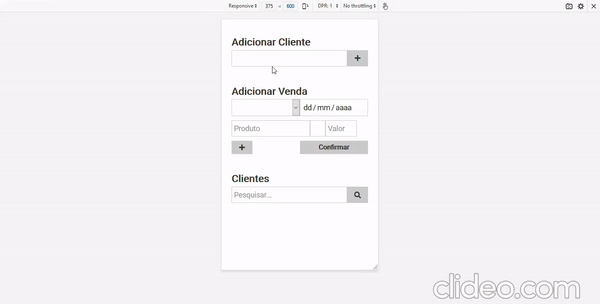 Responsive 375 × 600 DPR: 1 No throttling
Adicionar Cliente
+
Adicionar Venda
dd / mm / aaaa
Produto Valor
+ Confirmar
Clientes
Pesquisar...
clideo.com